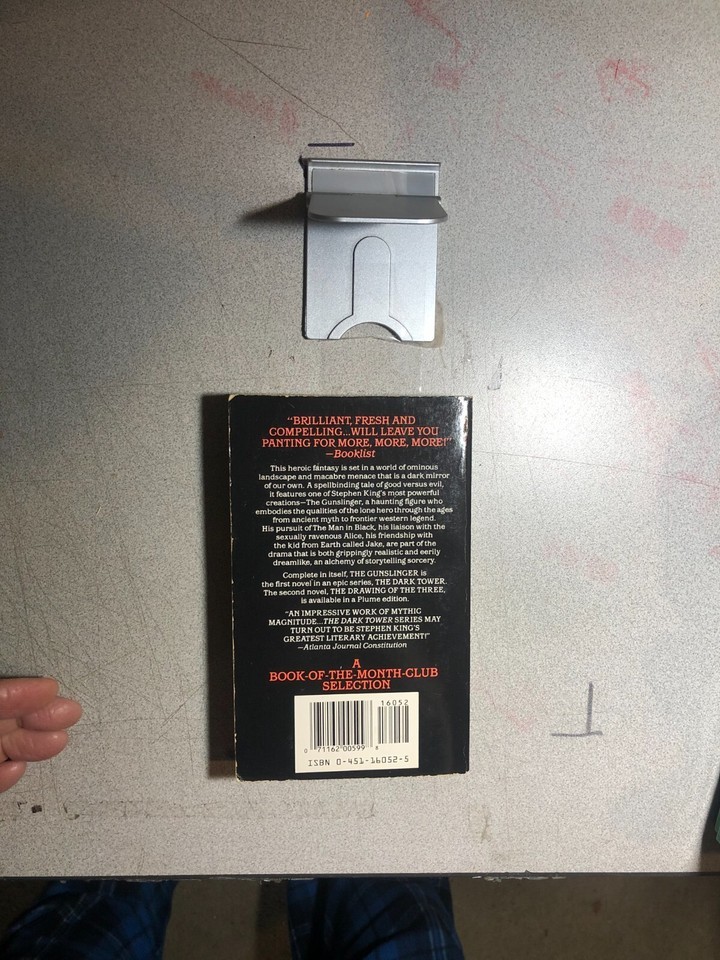 “BRILLIANT, FRESH AND
COMPELLING...WILL LEAVE YOU
PANTING FOR MORE, MORE, MORE!”
—Booklist
This heroic fantasy is set in a world of ominous
landscape and macabre menace that is a dark mirror
of our own. A spellbinding tale of good versus evil,
it features one of Stephen King's most powerful
creations—The Gunslinger, a haunting figure who
embodies the qualities of the lone hero through the ages
from ancient myth to frontier western legend.
His pursuit of The Man in Black, his liaison with the
sexually ravenous Alice, his friendship with
the kid from Earth called Jake, are part of the
drama that is both grippingly realistic and eerily
dreamlike, an alchemy of storytelling sorcery.
Complete in itself, THE GUNSLINGER is
the first novel in an epic series, THE DARK TOWER.
The second novel, THE DRAWING OF THE THREE,
is available in a Plume edition.
“AN IMPRESSIVE WORK OF MYTHIC
MAGNITUDE...THE DARK TOWER SERIES MAY
TURN OUT TO BE STEPHEN KING'S
GREATEST LITERARY ACHIEVEMENT!”
—Atlanta Journal Constitution
A
BOOK-OF-THE-MONTH-CLUB
SELECTION
16052
0 71162 00599 8
ISBN 0-451-16052-5